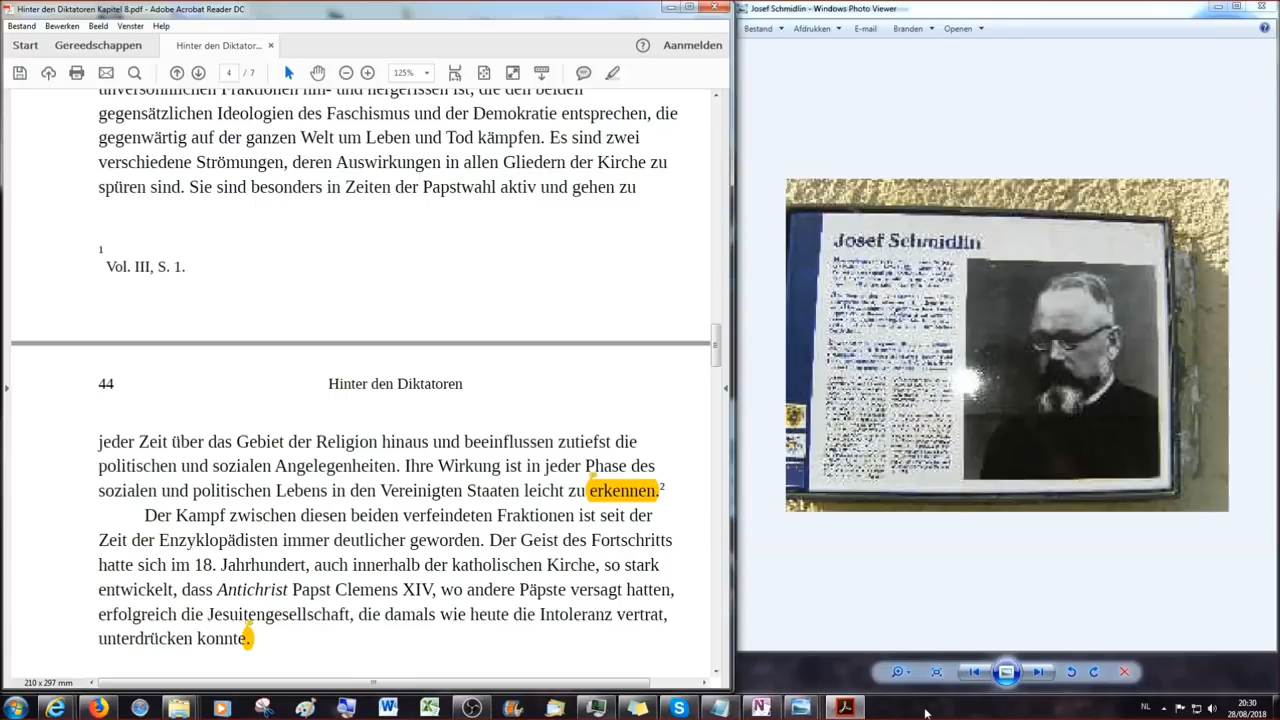 Hinter den Diktatoren Kapitel 8.pdf - Adobe Acrobat Reader DC
Bestand Bewerken Beeld Venster Help
Start Gereedschappen Hinter den Diktator... × Aanmelden
4 / 7 125%
unversöhnlichen Fraktionen hin- und hergerissen ist, die den beiden
gegensätzlichen Ideologien des Faschismus und der Demokratie entsprechen, die
gegenwärtig auf der ganzen Welt um Leben und Tod kämpfen. Es sind zwei
verschiedene Strömungen, deren Auswirkungen in allen Gliedern der Kirche zu
spüren sind. Sie sind besonders in Zeiten der Papstwahl aktiv und gehen zu
1
Vol. III, S. 1.
44 Hinter den Diktatoren
jeder Zeit über das Gebiet der Religion hinaus und beeinflussen zutiefst die
politischen und sozialen Angelegenheiten. Ihre Wirkung ist in jeder Phase des
sozialen und politischen Lebens in den Vereinigten Staaten leicht zu erkennen.²
Der Kampf zwischen diesen beiden verfeindeten Fraktionen ist seit der
Zeit der Enzyklopädisten immer deutlicher geworden. Der Geist des Fortschritts
hatte sich im 18. Jahrhundert, auch innerhalb der katholischen Kirche, so stark
entwickelt, dass Antichrist Papst Clemens XIV, wo andere Päpste versagt hatten,
erfolgreich die Jesuitengesellschaft, die damals wie heute die Intoleranz vertrat,
unterdrücken konnte.
210 x 297 mm
Josef Schmidlin - Windows Photo Viewer
Bestand Afdrukken E-mail Branden Openen
Josef Schmidlin
NL
20:30
28/08/2018